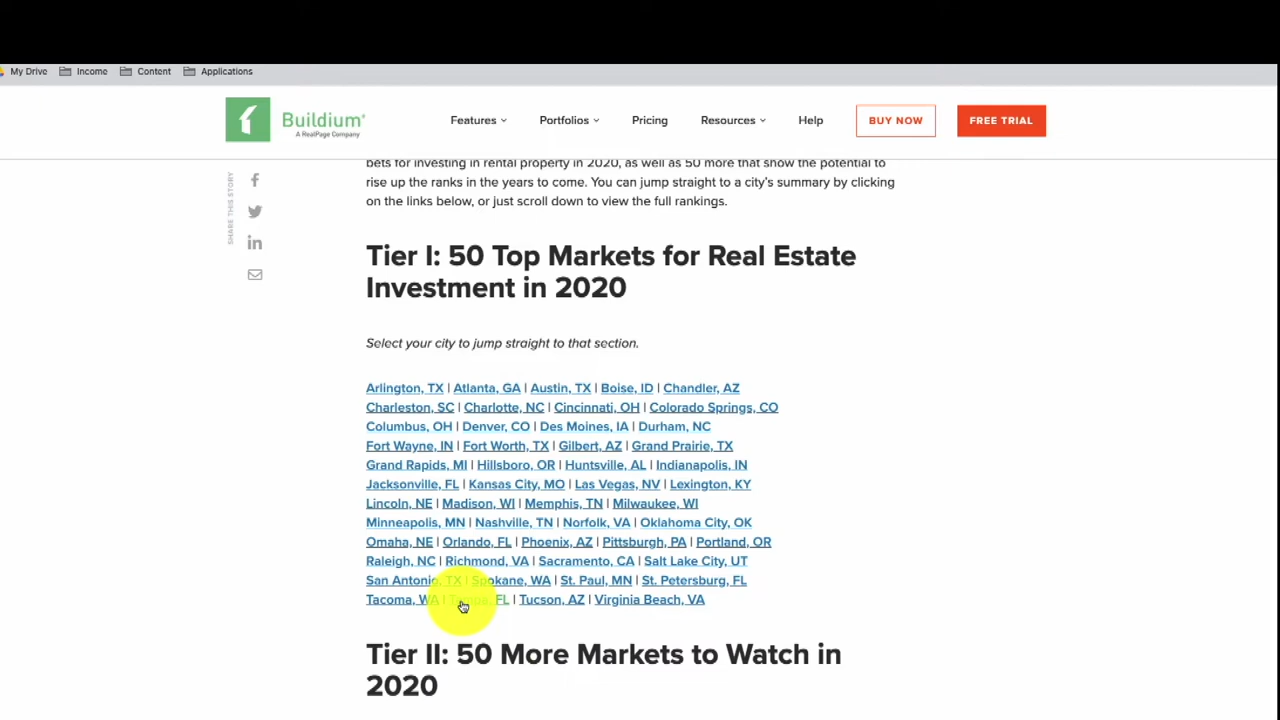 My Drive Income Content Applications
Buildium®
A RealPage Company
Features Portfolios Pricing Resources Help BUY NOW FREE TRIAL
SHARE THIS STORY
bets for investing in rental property in 2020, as well as 50 more that show the potential to
rise up the ranks in the years to come. You can jump straight to a city's summary by clicking
on the links below, or just scroll down to view the full rankings.
Tier I: 50 Top Markets for Real Estate
Investment in 2020
Select your city to jump straight to that section.
Arlington, TX | Atlanta, GA | Austin, TX | Boise, ID | Chandler, AZ
Charleston, SC | Charlotte, NC | Cincinnati, OH | Colorado Springs, CO
Columbus, OH | Denver, CO | Des Moines, IA | Durham, NC
Fort Wayne, IN | Fort Worth, TX | Gilbert, AZ | Grand Prairie, TX
Grand Rapids, MI | Hillsboro, OR | Huntsville, AL | Indianapolis, IN
Jacksonville, FL | Kansas City, MO | Las Vegas, NV | Lexington, KY
Lincoln, NE | Madison, WI | Memphis, TN | Milwaukee, WI
Minneapolis, MN | Nashville, TN | Norfolk, VA | Oklahoma City, OK
Omaha, NE | Orlando, FL | Phoenix, AZ | Pittsburgh, PA | Portland, OR
Raleigh, NC | Richmond, VA | Sacramento, CA | Salt Lake City, UT
San Antonio, TX | Spokane, WA | St. Paul, MN | St. Petersburg, FL
Tacoma, WA | Tampa, FL | Tucson, AZ | Virginia Beach, VA
Tier II: 50 More Markets to Watch in
2020